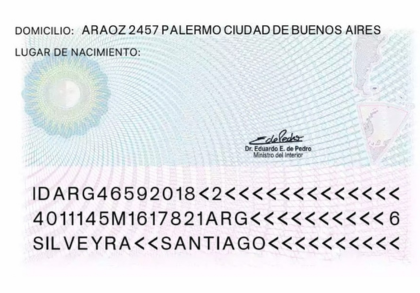 DOMICILIO: ARAOZ 2457 PALERMO CIUDAD DE BUENOS AIRES
LUGAR DE NACIMIENTO:
Dr. Eduardo E. de Pedro
Ministro del Interior
IDARG46592018<2<<<<<<<<<<<<<<<
4011145M1617821ARG<<<<<<<<<<<6
SILVEYRA<<SANTIAGO<<<<<<<<<<<<